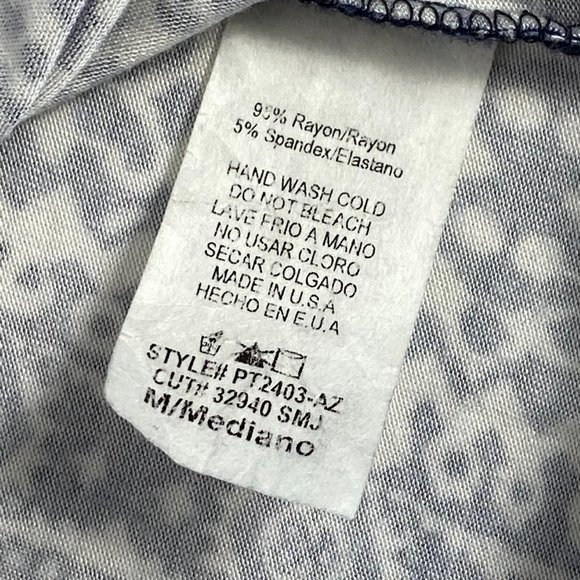 95% Rayon/Rayon
5% Spandex/Elastano
HAND WASH COLD
DO NOT BLEACH
LAVE FRIO A MANO
NO USAR CLORO
SECAR COLGADO
MADE IN U.S.A
HECHO EN E.U.A
STYLE# PT2403-AZ
CUT# 32940 SMJ
M/Mediano